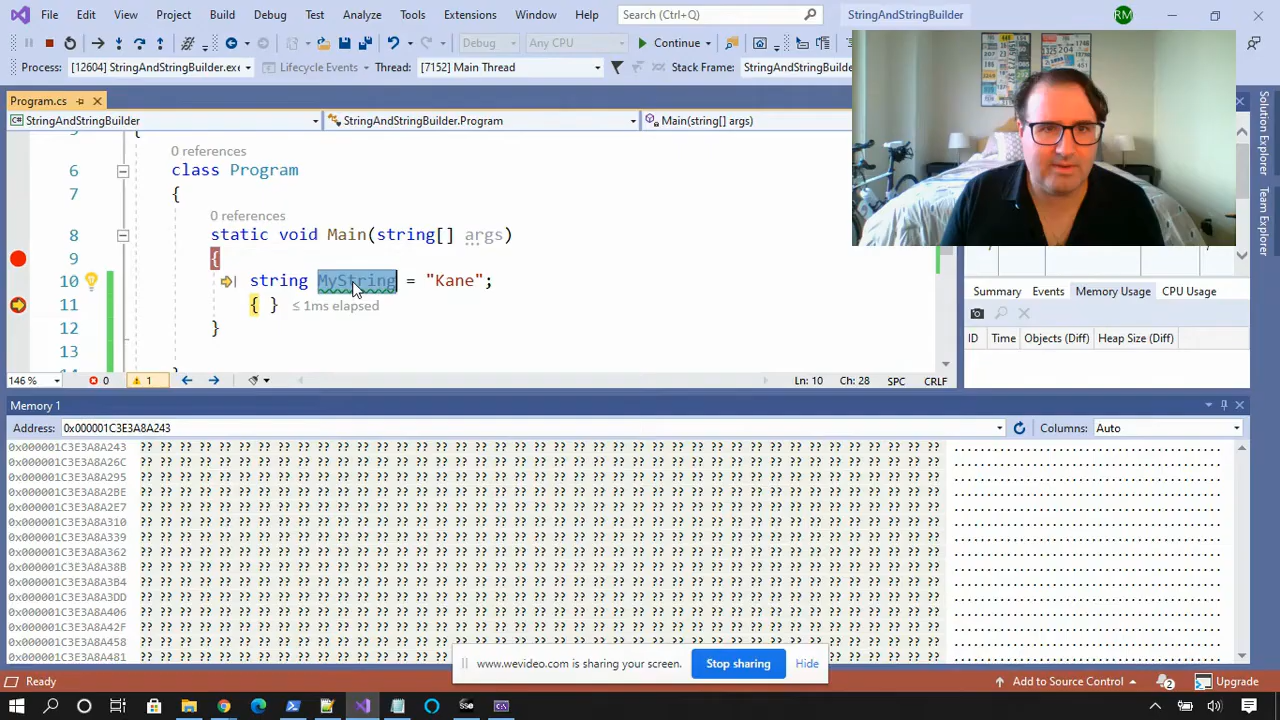 File Edit View Project Build Debug Test Analyze Tools Extensions Window Help Search (Ctrl+Q) StringAndStringBuilder RM
Debug Any CPU Continue
Process: [12604] StringAndStringBuilder.exe Lifecycle Events Thread: [7152] Main Thread Stack Frame: StringAndStringBuilder
Program.cs
StringAndStringBuilder StringAndStringBuilder.Program Main(string[] args)
{
0 references
6 class Program
7 {
0 references
8 static void Main(string[] args)
9 {
10 string MyString = "Kane";
11 { } ≤ 1ms elapsed
12 }
13
146 % 0 1 Ln: 10 Ch: 28 SPC CRLF
Solution Explorer
Team Explorer
Summary Events Memory Usage CPU Usage
ID Time Objects (Diff) Heap Size (Diff)
Memory 1
Address: 0x000001C3E3A8A243 Columns: Auto
0x000001C3E3A8A243 ?? ?? ?? ?? ?? ?? ?? ?? ?? ?? ?? ?? ?? ?? ?? ?? ?? ?? ?? ?? ?? ?? ?? ?? ?? ?? ?? ?? ?? ?? ?? ?? ?? ?? ?? ?? ?? ?? ?? ?? ?? .........................................
0x000001C3E3A8A26C ?? ?? ?? ?? ?? ?? ?? ?? ?? ?? ?? ?? ?? ?? ?? ?? ?? ?? ?? ?? ?? ?? ?? ?? ?? ?? ?? ?? ?? ?? ?? ?? ?? ?? ?? ?? ?? ?? ?? ?? ?? .........................................
0x000001C3E3A8A295 ?? ?? ?? ?? ?? ?? ?? ?? ?? ?? ?? ?? ?? ?? ?? ?? ?? ?? ?? ?? ?? ?? ?? ?? ?? ?? ?? ?? ?? ?? ?? ?? ?? ?? ?? ?? ?? ?? ?? ?? ?? .........................................
0x000001C3E3A8A2BE ?? ?? ?? ?? ?? ?? ?? ?? ?? ?? ?? ?? ?? ?? ?? ?? ?? ?? ?? ?? ?? ?? ?? ?? ?? ?? ?? ?? ?? ?? ?? ?? ?? ?? ?? ?? ?? ?? ?? ?? ?? .........................................
0x000001C3E3A8A2E7 ?? ?? ?? ?? ?? ?? ?? ?? ?? ?? ?? ?? ?? ?? ?? ?? ?? ?? ?? ?? ?? ?? ?? ?? ?? ?? ?? ?? ?? ?? ?? ?? ?? ?? ?? ?? ?? ?? ?? ?? ?? .........................................
0x000001C3E3A8A310 ?? ?? ?? ?? ?? ?? ?? ?? ?? ?? ?? ?? ?? ?? ?? ?? ?? ?? ?? ?? ?? ?? ?? ?? ?? ?? ?? ?? ?? ?? ?? ?? ?? ?? ?? ?? ?? ?? ?? ?? ?? .........................................
0x000001C3E3A8A339 ?? ?? ?? ?? ?? ?? ?? ?? ?? ?? ?? ?? ?? ?? ?? ?? ?? ?? ?? ?? ?? ?? ?? ?? ?? ?? ?? ?? ?? ?? ?? ?? ?? ?? ?? ?? ?? ?? ?? ?? ?? .........................................
0x000001C3E3A8A362 ?? ?? ?? ?? ?? ?? ?? ?? ?? ?? ?? ?? ?? ?? ?? ?? ?? ?? ?? ?? ?? ?? ?? ?? ?? ?? ?? ?? ?? ?? ?? ?? ?? ?? ?? ?? ?? ?? ?? ?? ?? .........................................
0x000001C3E3A8A38B ?? ?? ?? ?? ?? ?? ?? ?? ?? ?? ?? ?? ?? ?? ?? ?? ?? ?? ?? ?? ?? ?? ?? ?? ?? ?? ?? ?? ?? ?? ?? ?? ?? ?? ?? ?? ?? ?? ?? ?? ?? .........................................
0x000001C3E3A8A3B4 ?? ?? ?? ?? ?? ?? ?? ?? ?? ?? ?? ?? ?? ?? ?? ?? ?? ?? ?? ?? ?? ?? ?? ?? ?? ?? ?? ?? ?? ?? ?? ?? ?? ?? ?? ?? ?? ?? ?? ?? ?? .........................................
0x000001C3E3A8A3DD ?? ?? ?? ?? ?? ?? ?? ?? ?? ?? ?? ?? ?? ?? ?? ?? ?? ?? ?? ?? ?? ?? ?? ?? ?? ?? ?? ?? ?? ?? ?? ?? ?? ?? ?? ?? ?? ?? ?? ?? ?? .........................................
0x000001C3E3A8A406 ?? ?? ?? ?? ?? ?? ?? ?? ?? ?? ?? ?? ?? ?? ?? ?? ?? ?? ?? ?? ?? ?? ?? ?? ?? ?? ?? ?? ?? ?? ?? ?? ?? ?? ?? ?? ?? ?? ?? ?? ?? .........................................
0x000001C3E3A8A42F ?? ?? ?? ?? ?? ?? ?? ?? ?? ?? ?? ?? ?? ?? ?? ?? ?? ?? ?? ?? ?? ?? ?? ?? ?? ?? ?? ?? ?? ?? ?? ?? ?? ?? ?? ?? ?? ?? ?? ?? ?? .........................................
0x000001C3E3A8A458 ?? ?? ?? ?? ?? ?? ?? ?? ?? ?? ?? ?? ?? ?? ?? ?? ?? ?? ?? ?? ?? ?? .........................................
0x000001C3E3A8A481 ?? ?? ?? ?? ?? ?? ?? ?? ?? ?? ?? ?? ?? ?? ?? ?? ?? ?? ?? ?? ?? ?? .........................................
www.wevideo.com is sharing your screen. Stop sharing Hide
Ready Add to Source Control 2 Upgrade